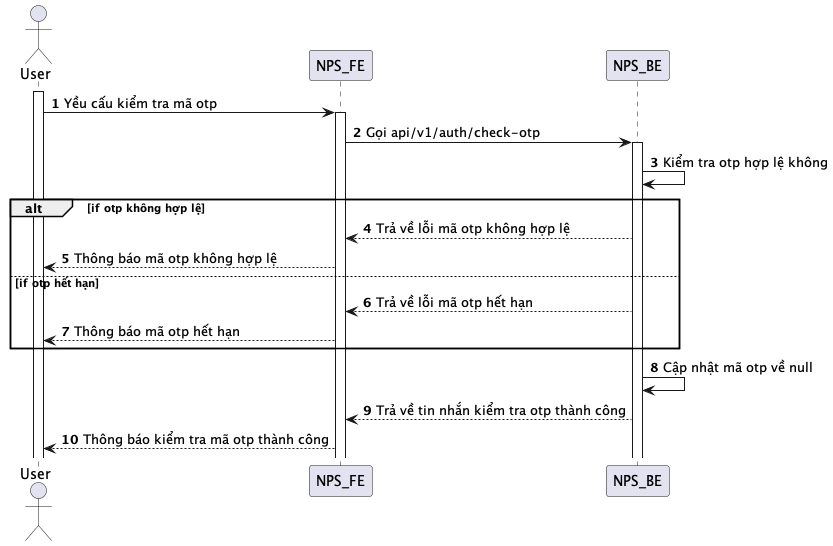 User
NPS_FE
NPS_BE
1 Yều cấu kiểm tra mã otp
2 Gọi api/v1/auth/check-otp
3 Kiểm tra otp hợp lệ không
alt [if otp không hợp lệ]
4 Trả về lỗi mã otp không hợp lệ
5 Thông báo mã otp không hợp lệ
[if otp hết hạn]
6 Trả về lỗi mã otp hết hạn
7 Thông báo mã otp hết hạn
8 Cập nhật mã otp về null
9 Trả về tin nhắn kiểm tra otp thành công
10 Thông báo kiểm tra mã otp thành công
User
NPS_FE
NPS_BE